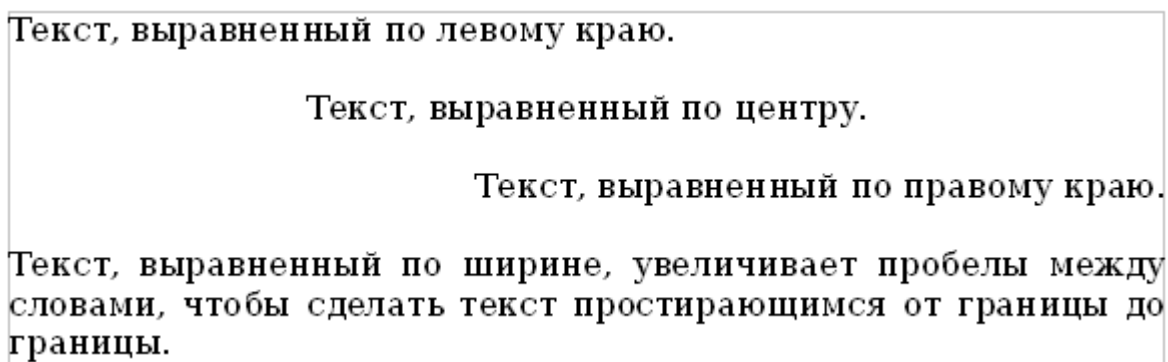 Текст, выравненный по левому краю.
Текст, выравненный по центру.
Текст, выравненный по правому краю.
Текст, выравненный по ширине, увеличивает пробелы между
словами, чтобы сделать текст простирающимся от границы до
границы.